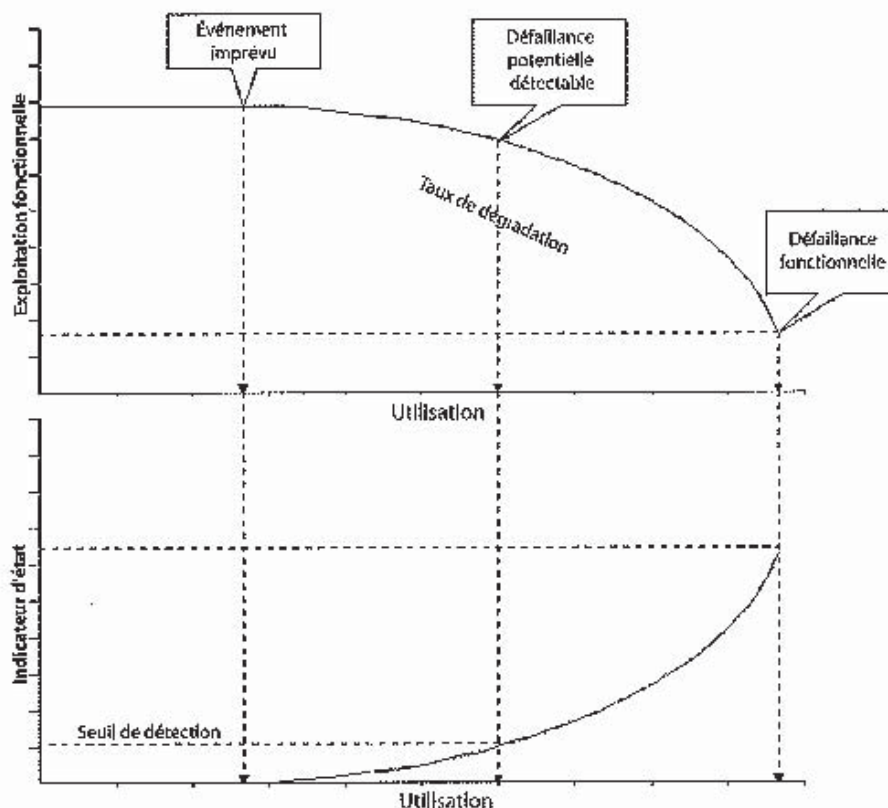 Événement
imprévu
Défaillance
potentielle
détectable
Exploitation fonctionnelle
Taux de dégradation
Défaillance
fonctionnelle
Utilisation
Indicateur d'état
Seuil de détection
Utilisation